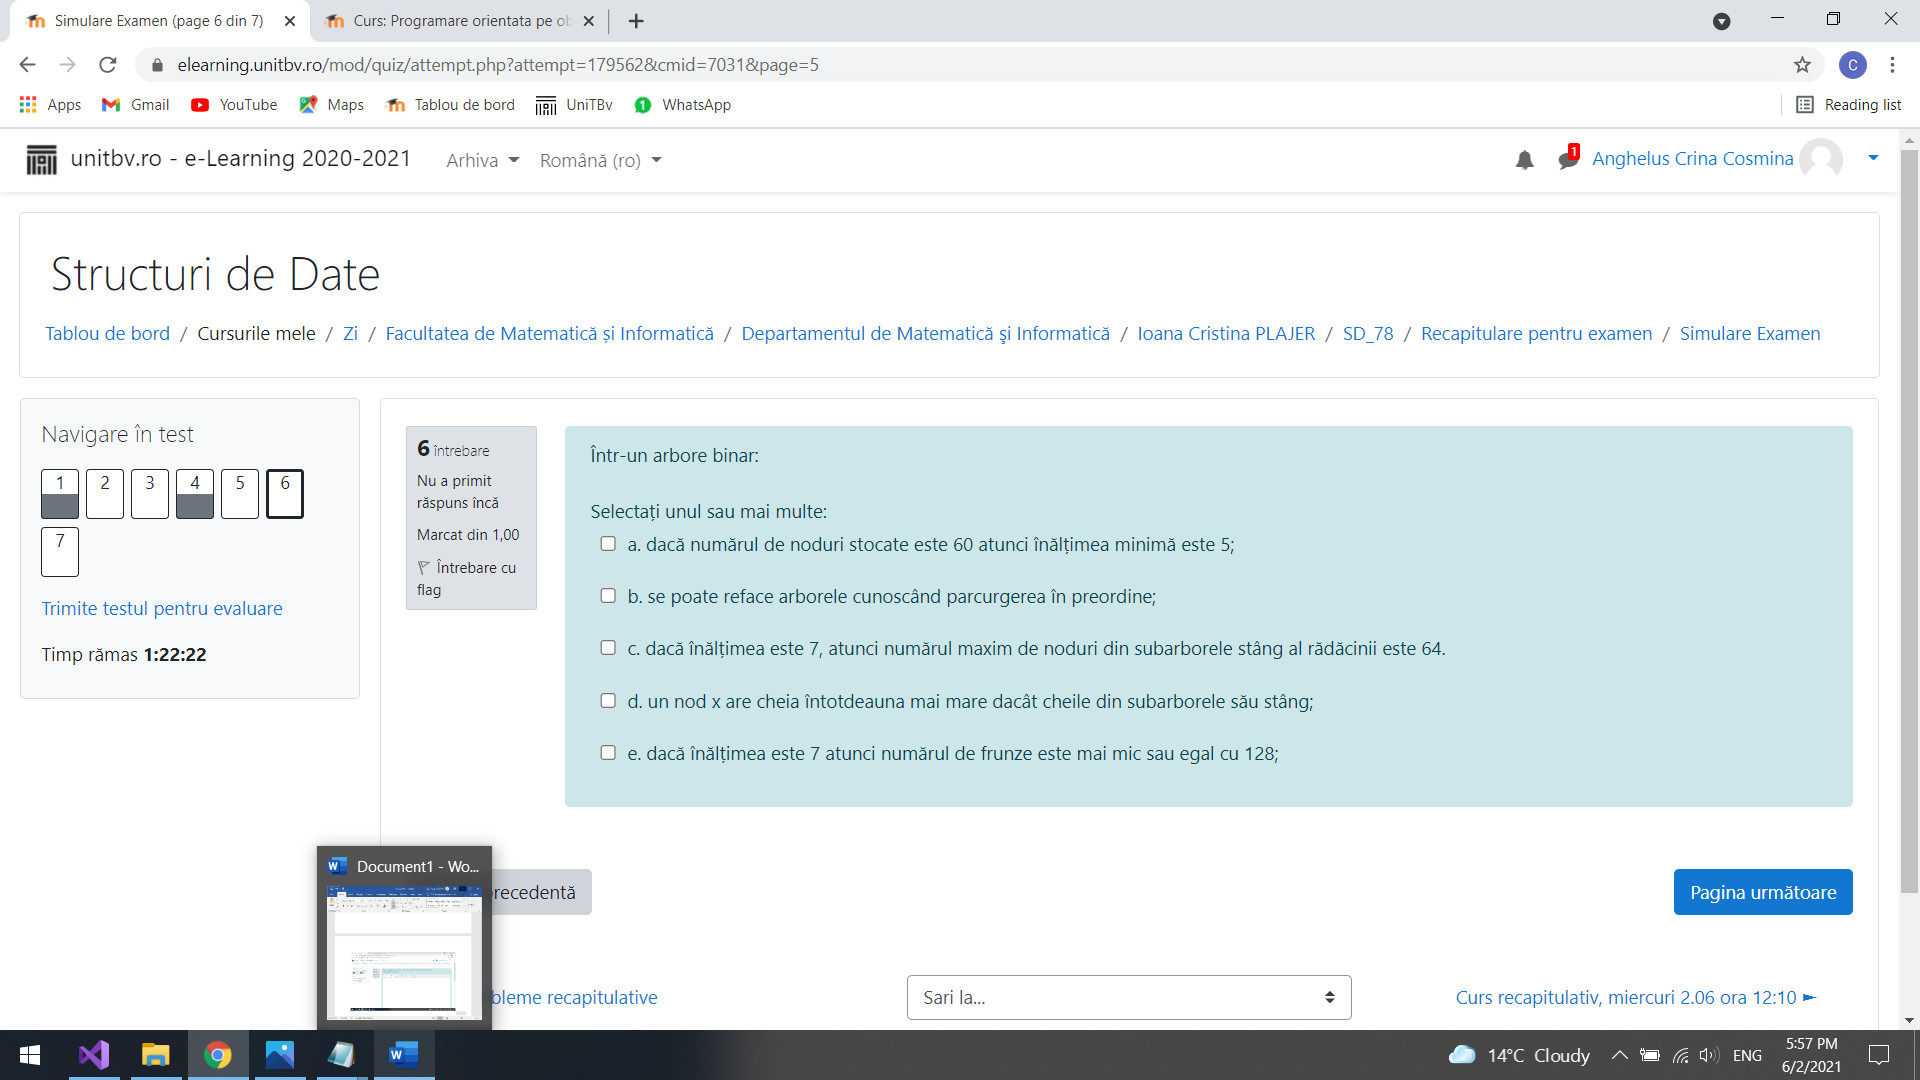 Simulare Examen (page 6 din 7)
Curs: Programare orientata pe ob
elearning.unitbv.ro/mod/quiz/attempt.php?attempt=179562&cmid=7031&page=5
C
Apps Gmail YouTube Maps Tablou de bord UniTBv 1 WhatsApp Reading list
unitbv.ro - e-Learning 2020-2021 Arhiva Română (ro) 1 Anghelus Crina Cosmina
Structuri de Date
Tablou de bord / Cursurile mele / Zi / Facultatea de Matematică și Informatică / Departamentul de Matematică şi Informatică / Ioana Cristina PLAJER / SD_78 / Recapitulare pentru examen / Simulare Examen
Navigare în test
1 2 3 4 5 6
7
Trimite testul pentru evaluare
Timp rămas 1:22:22
6 întrebare
Nu a primit
răspuns încă
Marcat din 1,00
Întrebare cu
flag
Într-un arbore binar:
Selectați unul sau mai multe:
a. dacă numărul de noduri stocate este 60 atunci înălțimea minimă este 5;
b. se poate reface arborele cunoscând parcurgerea în preordine;
c. dacă înălțimea este 7, atunci numărul maxim de noduri din subarborele stâng al rădăcinii este 64.
d. un nod x are cheia întotdeauna mai mare dacât cheile din subarborele său stâng;
e. dacă înălțimea este 7 atunci numărul de frunze este mai mic sau egal cu 128;
Document1 - Wo...
recedentă
Pagina următoare
bleme recapitulative
Sari la...
Curs recapitulativ, miercuri 2.06 ora 12:10 ►
14°C Cloudy
ENG
5:57 PM
6/2/2021